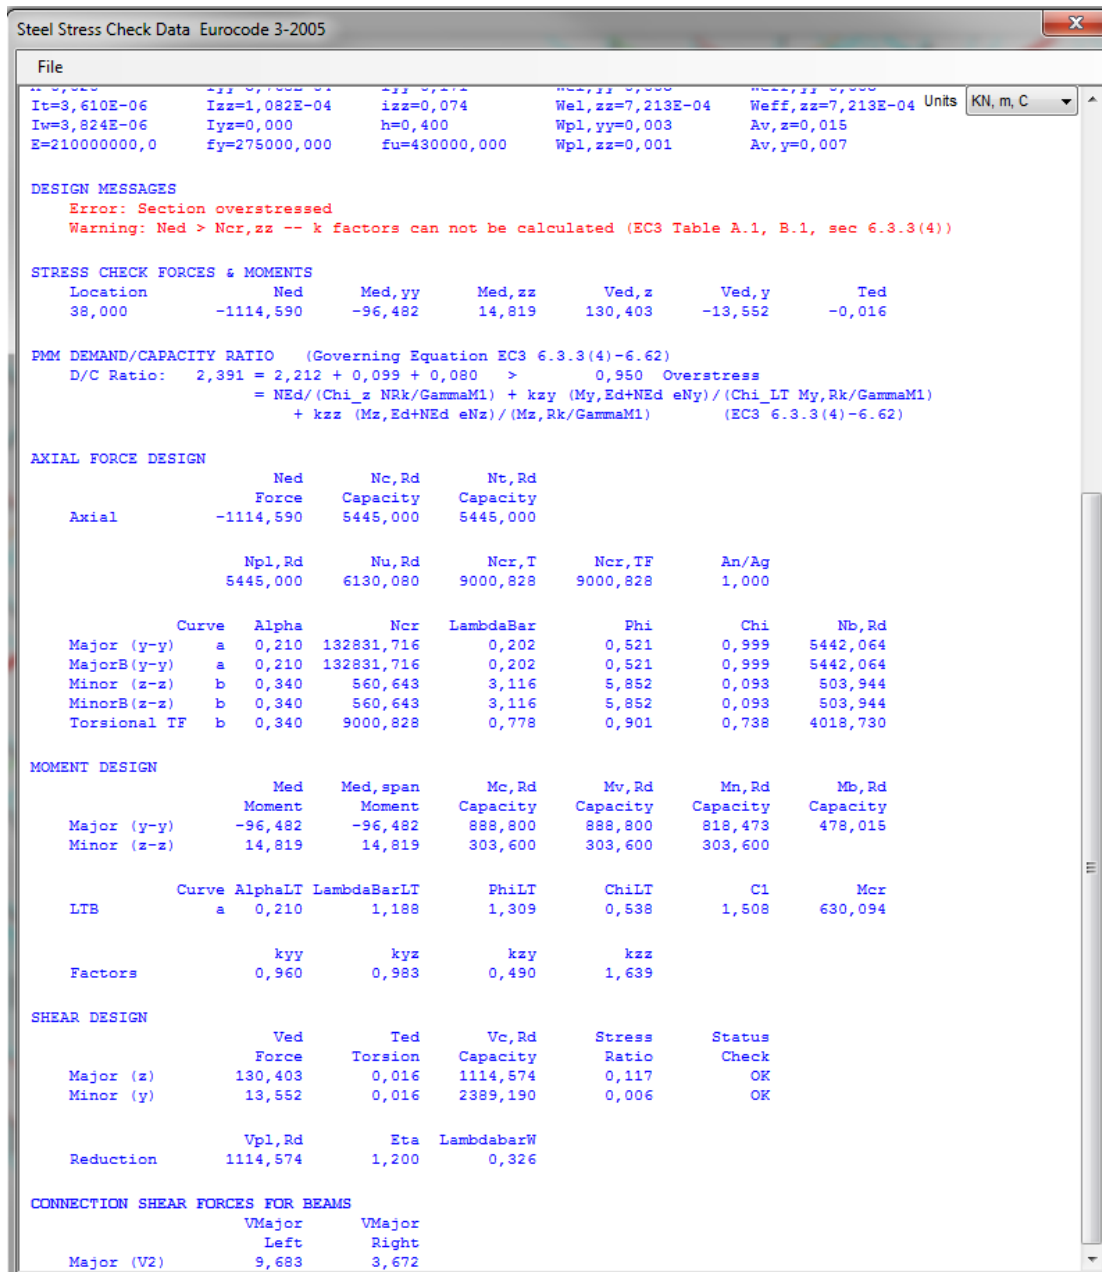 Steel Stress Check Data  Eurocode 3-2005
File
It=3,610E-06 Izz=1,082E-04 izz=0,074 Wel,zz=7,213E-04 Weff,zz=7,213E-04 Units KN, m, C
Iw=3,824E-06 Iyz=0,000 h=0,400 Wpl,yy=0,003 Av,z=0,015
E=210000000,0 fy=275000,000 fu=430000,000 Wpl,zz=0,001 Av,y=0,007
DESIGN MESSAGES
Error: Section overstressed
Warning: Ned > Ncr,zz -- k factors can not be calculated (EC3 Table A.1, B.1, sec 6.3.3(4))
STRESS CHECK FORCES & MOMENTS
Location Ned Med,yy Med,zz Ved,z Ved,y Ted
38,000 -1114,590 -96,482 14,819 130,403 -13,552 -0,016
PMM DEMAND/CAPACITY RATIO (Governing Equation EC3 6.3.3(4)-6.62)
D/C Ratio: 2,391 = 2,212 + 0,099 + 0,080 > 0,950 Overstress
= NEd/(Chi_z NRk/GammaM1) + kzy (My,Ed+NEd eNy)/(Chi_LT My,Rk/GammaM1)
+ kzz (Mz,Ed+NEd eNz)/(Mz,Rk/GammaM1) (EC3 6.3.3(4)-6.62)
AXIAL FORCE DESIGN
Ned Nc,Rd Nt,Rd
Force Capacity Capacity
Axial -1114,590 5445,000 5445,000
Npl,Rd Nu,Rd Ncr,T Ncr,TF An/Ag
5445,000 6130,080 9000,828 9000,828 1,000
Curve Alpha Ncr LambdaBar Phi Chi Nb,Rd
Major (y-y) a 0,210 132831,716 0,202 0,521 0,999 5442,064
MajorB(y-y) a 0,210 132831,716 0,202 0,521 0,999 5442,064
Minor (z-z) b 0,340 560,643 3,116 5,852 0,093 503,944
MinorB(z-z) b 0,340 560,643 3,116 5,852 0,093 503,944
Torsional TF b 0,340 9000,828 0,778 0,901 0,738 4018,730
MOMENT DESIGN
Med Med,span Mc,Rd Mv,Rd Mn,Rd Mb,Rd
Moment Moment Capacity Capacity Capacity Capacity
Major (y-y) -96,482 -96,482 888,800 888,800 818,473 478,015
Minor (z-z) 14,819 14,819 303,600 303,600 303,600
Curve AlphaLT LambdaBarLT PhiLT ChiLT C1 Mcr
LTB a 0,210 1,188 1,309 0,538 1,508 630,094
kyy kyz kzy kzz
Factors 0,960 0,983 0,490 1,639
SHEAR DESIGN
Ved Ted Vc,Rd Stress Status
Force Torsion Capacity Ratio Check
Major (z) 130,403 0,016 1114,574 0,117 OK
Minor (y) 13,552 0,016 2389,190 0,006 OK
Vpl,Rd Eta LambdabarW
Reduction 1114,574 1,200 0,326
CONNECTION SHEAR FORCES FOR BEAMS
VMajor VMajor
Left Right
Major (V2) 9,683 3,672